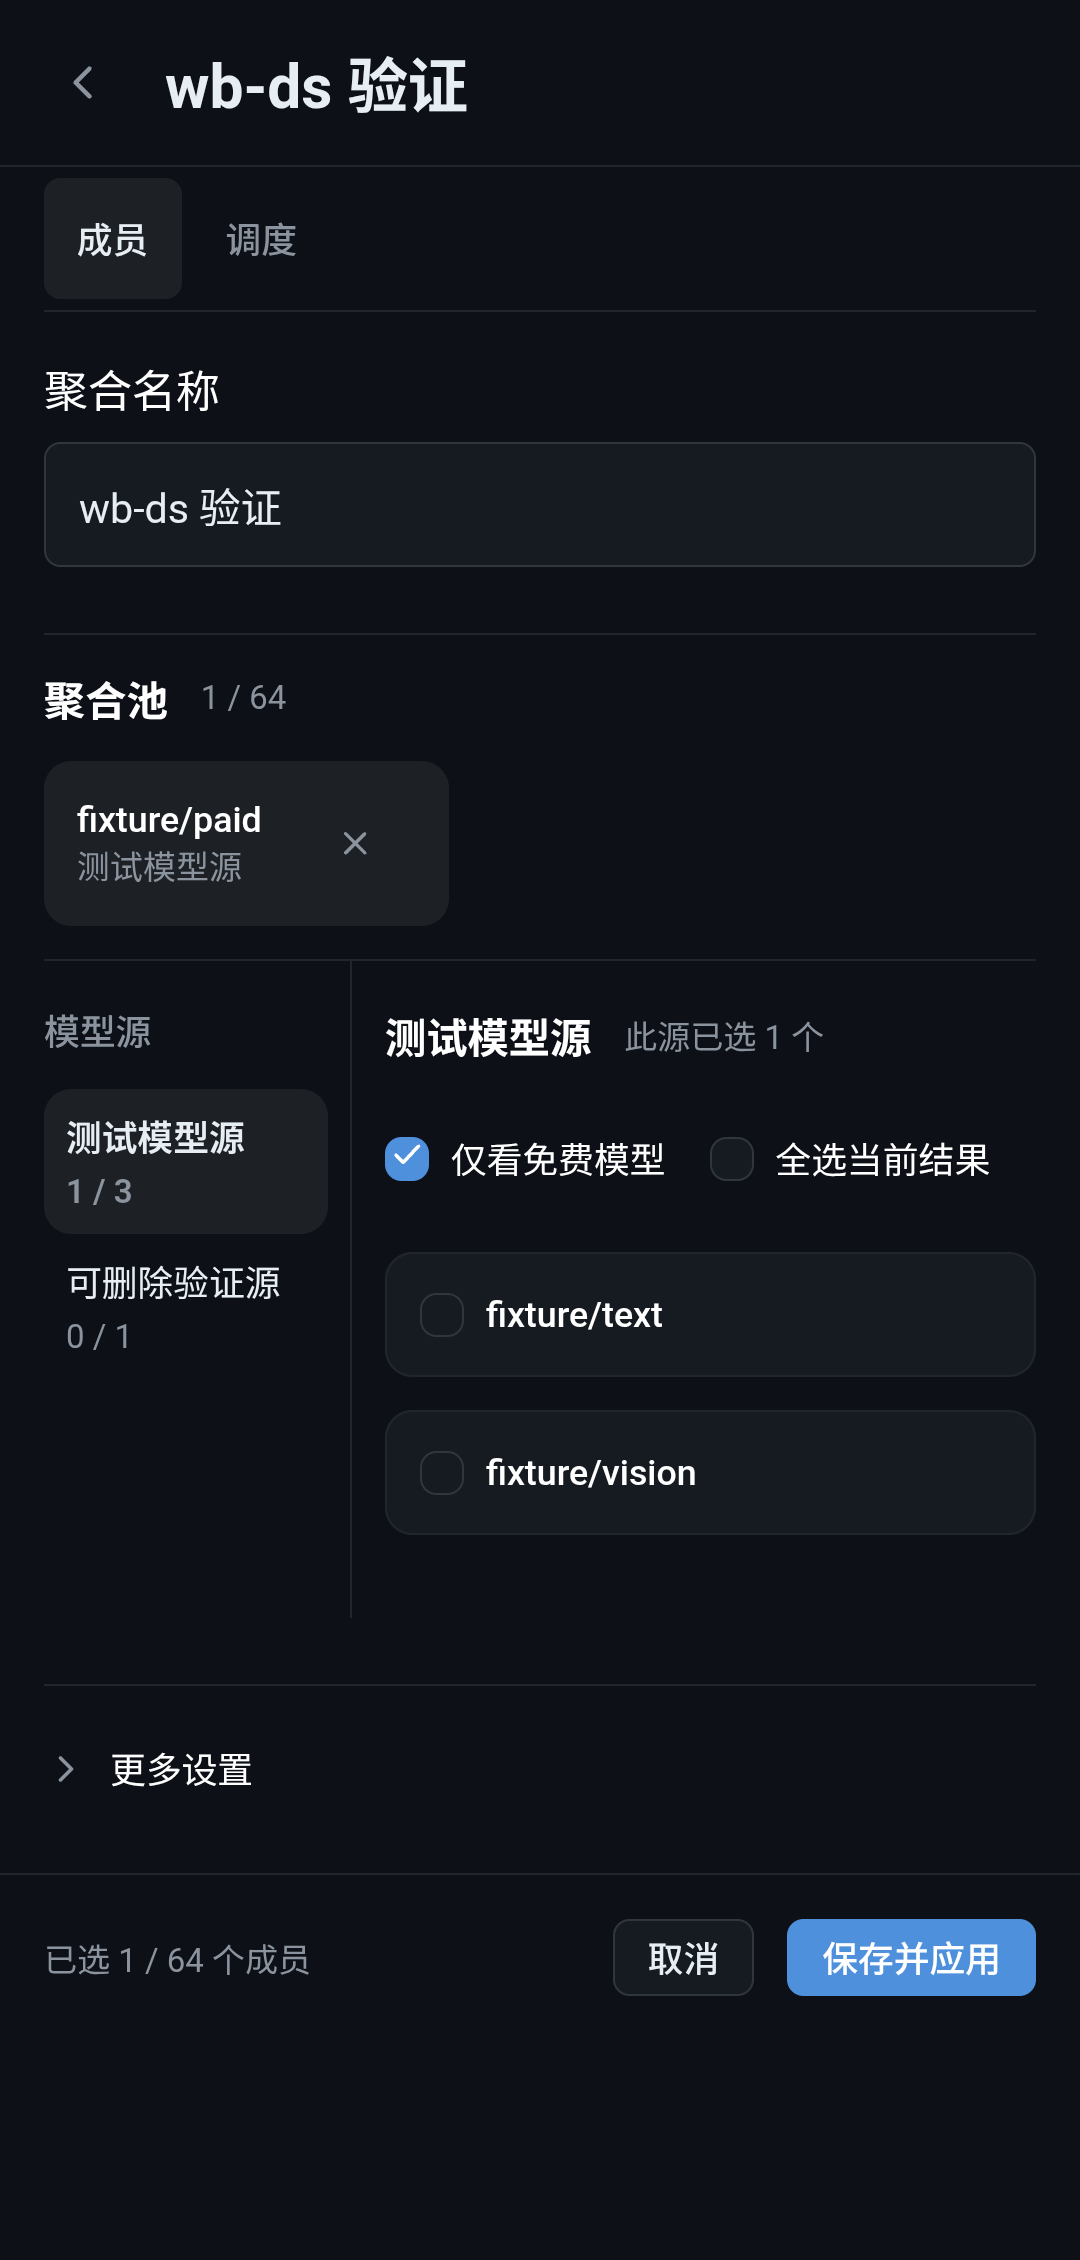 wb-ds 验证
成员 调度
聚合名称
wb-ds 验证
聚合池 1 / 64
fixture/paid
测试模型源
模型源
测试模型源
1 / 3
可删除验证源
0 / 1
测试模型源 此源已选 1 个
仅看免费模型 全选当前结果
fixture/text
fixture/vision
更多设置
已选 1 / 64 个成员 取消 保存并应用